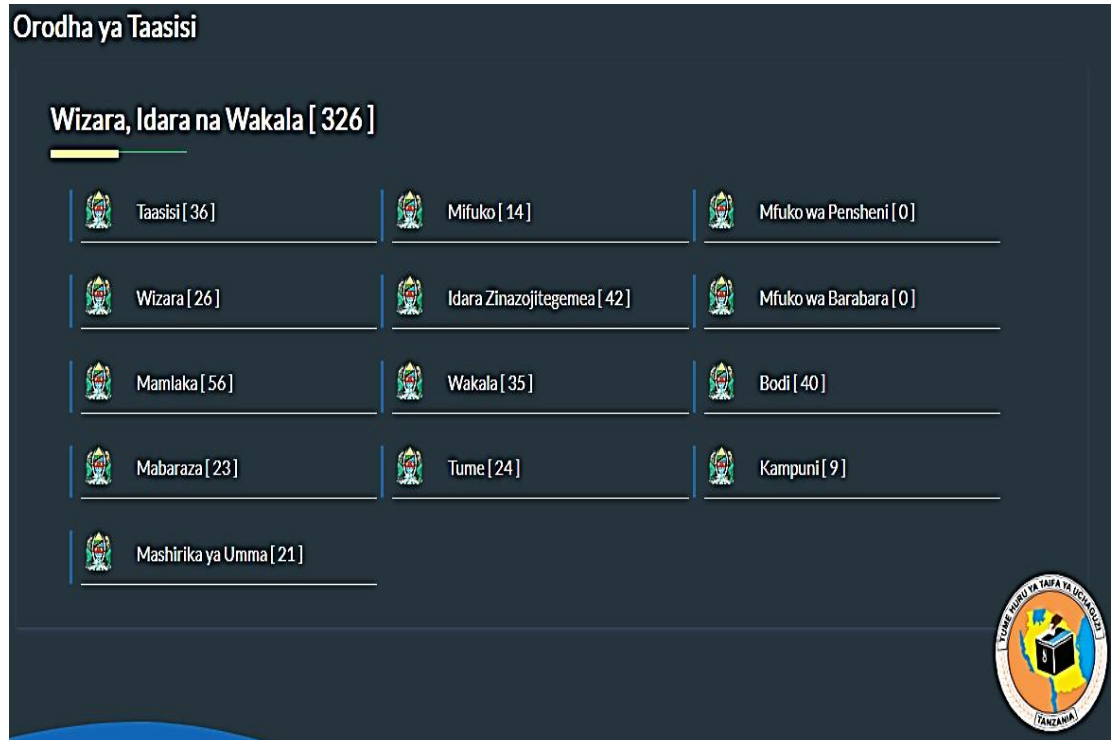 Orodha ya Taasisi
Wizara, Idara na Wakala [ 326 ]
Taasisi [ 36 ]
Mifuko [ 14 ]
Mfuko wa Pensheni [ 0 ]
Wizara [ 26 ]
Idara Zinazojitegemea [ 42 ]
Mfuko wa Barabara [ 0 ]
Mamlaka [ 56 ]
Wakala [ 35 ]
Bodi [ 40 ]
Mabaraza [ 23 ]
Tume [ 24 ]
Kampuni [ 9 ]
Mashirika ya Umma [ 21 ]
TUME HURU YA TAIFA YA UCHAGUZI
TANZANIA